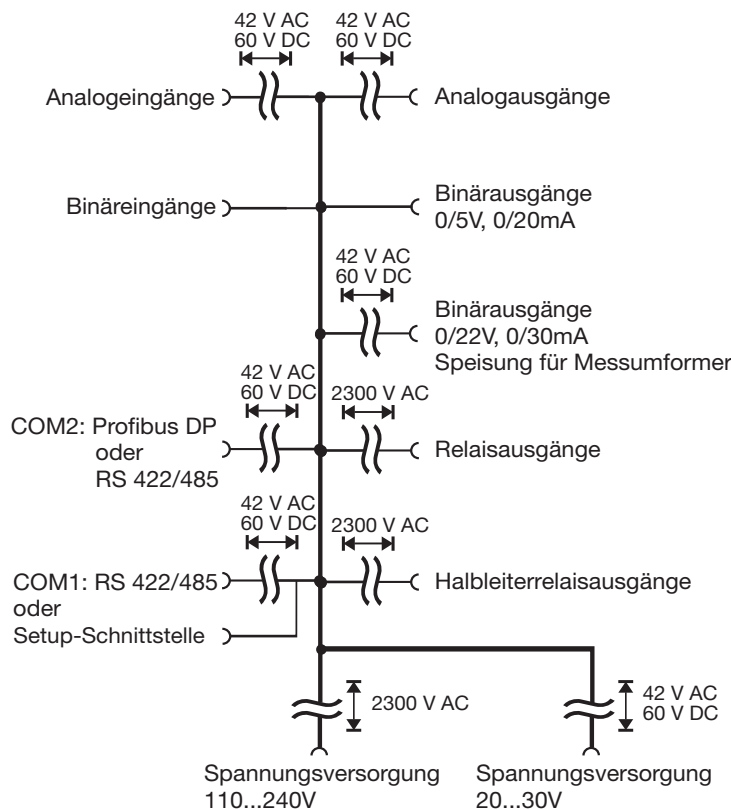 42 V AC
60 V DC
42 V AC
60 V DC
Analogeingänge
Analogausgänge
Binäreingänge
Binärausgänge
0/5V, 0/20mA
42 V AC
60 V DC
Binärausgänge
0/22V, 0/30mA
Speisung für Messumformer
42 V AC
60 V DC
2300 V AC
COM2: Profibus DP
oder
RS 422/485
Relaisausgänge
42 V AC
60 V DC
2300 V AC
COM1: RS 422/485
oder
Setup-Schnittstelle
Halbleiterrelaisausgänge
2300 V AC
42 V AC
60 V DC
Spannungsversorgung
110...240V
Spannungsversorgung
20...30V